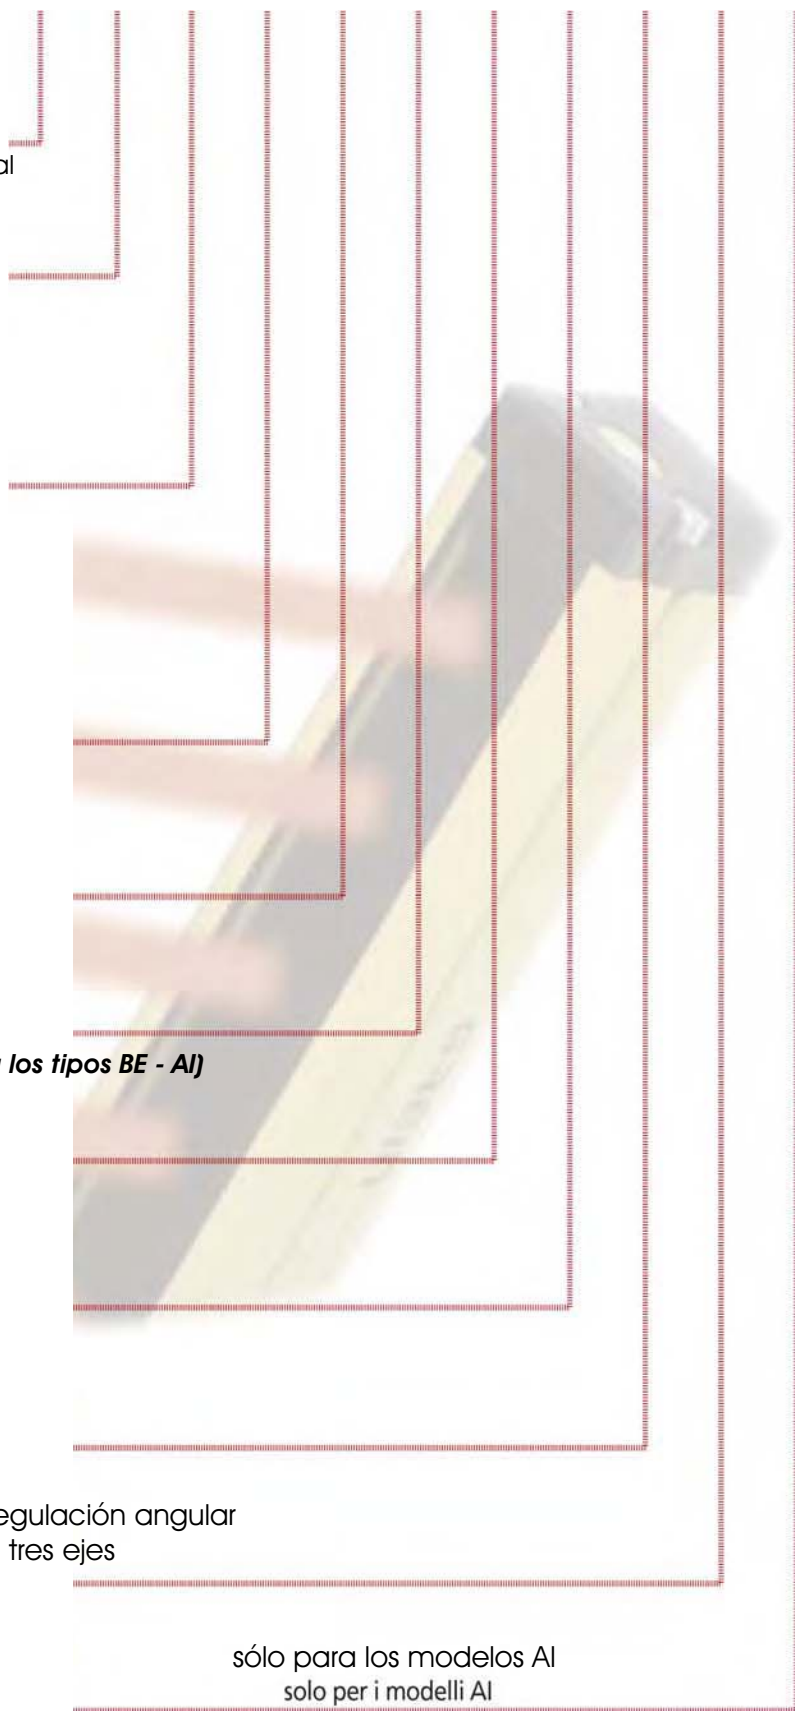 al
los tipos BE - AI)
egulación angular
tres ejes
sólo para los modelos AI
solo per i modelli AI